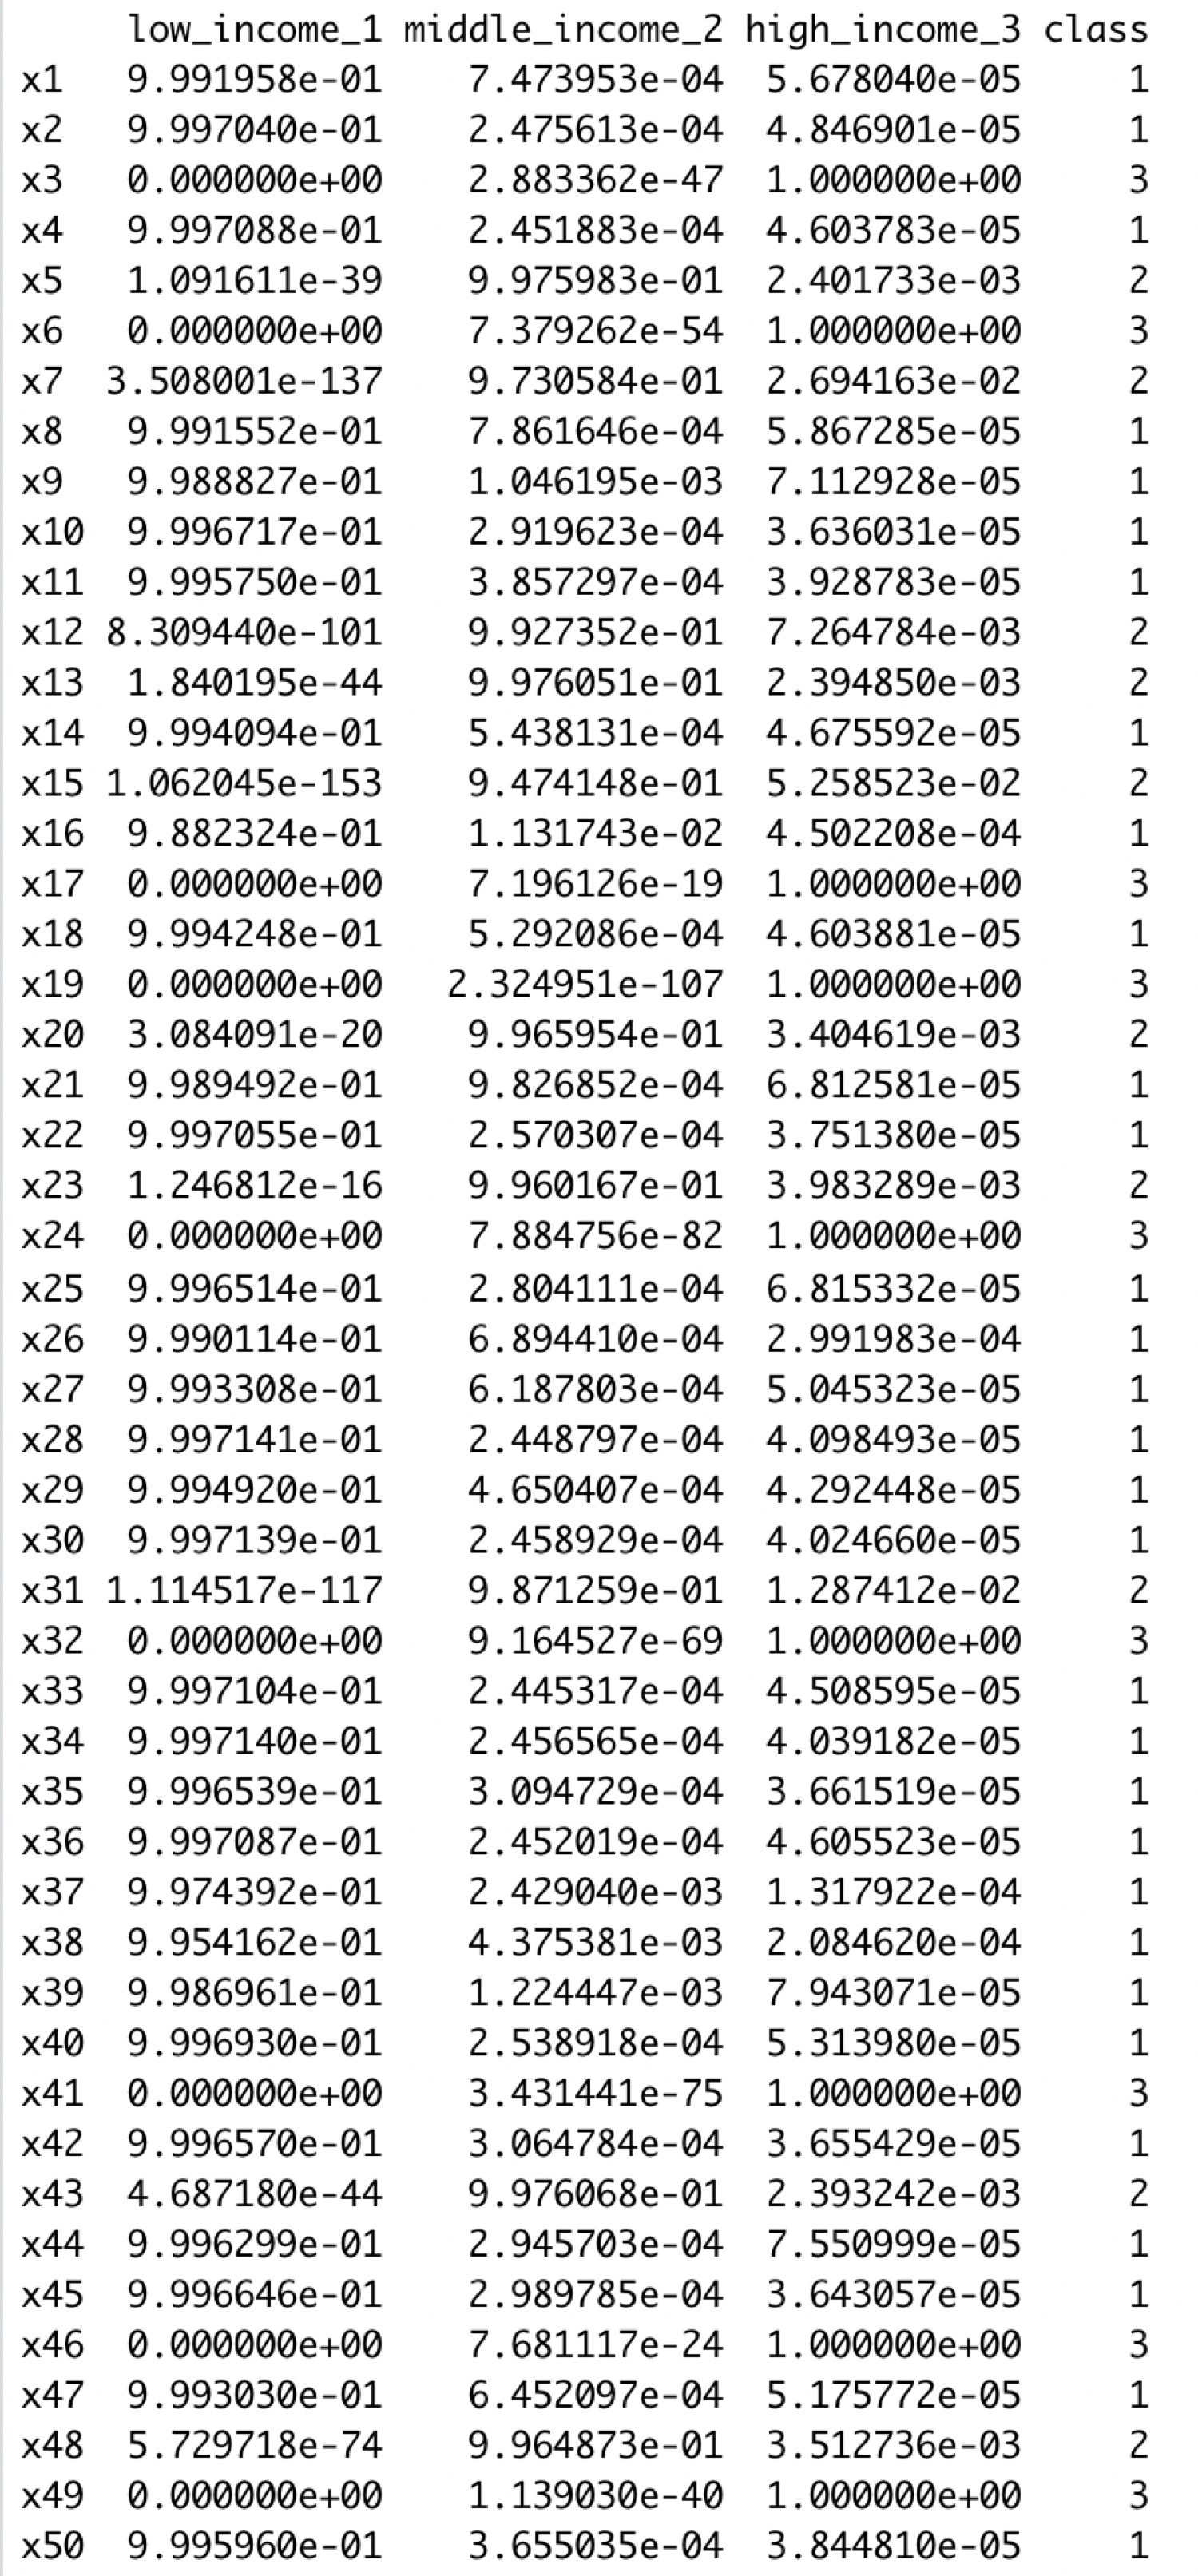 low_income_1 middle_income_2 high_income_3 class
x1 9.991958e-01 7.473953e-04 5.678040e-05 1
x2 9.997040e-01 2.475613e-04 4.846901e-05 1
x3 0.000000e+00 2.883362e-47 1.000000e+00 3
x4 9.997088e-01 2.451883e-04 4.603783e-05 1
x5 1.091611e-39 9.975983e-01 2.401733e-03 2
x6 0.000000e+00 7.379262e-54 1.000000e+00 3
x7 3.508001e-137 9.730584e-01 2.694163e-02 2
x8 9.991552e-01 7.861646e-04 5.867285e-05 1
x9 9.988827e-01 1.046195e-03 7.112928e-05 1
x10 9.996717e-01 2.919623e-04 3.636031e-05 1
x11 9.995750e-01 3.857297e-04 3.928783e-05 1
x12 8.309440e-101 9.927352e-01 7.264784e-03 2
x13 1.840195e-44 9.976051e-01 2.394850e-03 2
x14 9.994094e-01 5.438131e-04 4.675592e-05 1
x15 1.062045e-153 9.474148e-01 5.258523e-02 2
x16 9.882324e-01 1.131743e-02 4.502208e-04 1
x17 0.000000e+00 7.196126e-19 1.000000e+00 3
x18 9.994248e-01 5.292086e-04 4.603881e-05 1
x19 0.000000e+00 2.324951e-107 1.000000e+00 3
x20 3.084091e-20 9.965954e-01 3.404619e-03 2
x21 9.989492e-01 9.826852e-04 6.812581e-05 1
x22 9.997055e-01 2.570307e-04 3.751380e-05 1
x23 1.246812e-16 9.960167e-01 3.983289e-03 2
x24 0.000000e+00 7.884756e-82 1.000000e+00 3
x25 9.996514e-01 2.804111e-04 6.815332e-05 1
x26 9.990114e-01 6.894410e-04 2.991983e-04 1
x27 9.993308e-01 6.187803e-04 5.045323e-05 1
x28 9.997141e-01 2.448797e-04 4.098493e-05 1
x29 9.994920e-01 4.650407e-04 4.292448e-05 1
x30 9.997139e-01 2.458929e-04 4.024660e-05 1
x31 1.114517e-117 9.871259e-01 1.287412e-02 2
x32 0.000000e+00 9.164527e-69 1.000000e+00 3
x33 9.997104e-01 2.445317e-04 4.508595e-05 1
x34 9.997140e-01 2.456565e-04 4.039182e-05 1
x35 9.996539e-01 3.094729e-04 3.661519e-05 1
x36 9.997087e-01 2.452019e-04 4.605523e-05 1
x37 9.974392e-01 2.429040e-03 1.317922e-04 1
x38 9.954162e-01 4.375381e-03 2.084620e-04 1
x39 9.986961e-01 1.224447e-03 7.943071e-05 1
x40 9.996930e-01 2.538918e-04 5.313980e-05 1
x41 0.000000e+00 3.431441e-75 1.000000e+00 3
x42 9.996570e-01 3.064784e-04 3.655429e-05 1
x43 4.687180e-44 9.976068e-01 2.393242e-03 2
x44 9.996299e-01 2.945703e-04 7.550999e-05 1
x45 9.996646e-01 2.989785e-04 3.643057e-05 1
x46 0.000000e+00 7.681117e-24 1.000000e+00 3
x47 9.993030e-01 6.452097e-04 5.175772e-05 1
x48 5.729718e-74 9.964873e-01 3.512736e-03 2
x49 0.000000e+00 1.139030e-40 1.000000e+00 3
x50 9.995960e-01 3.655035e-04 3.844810e-05 1